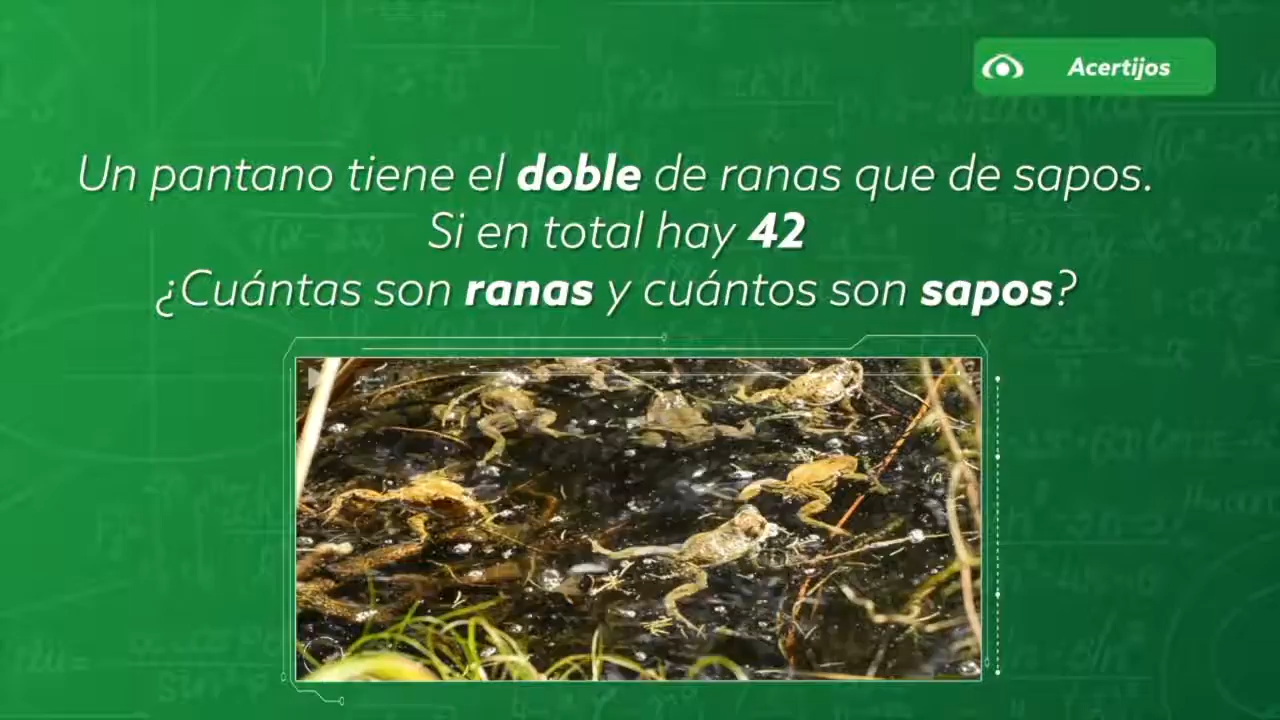 Acertijos
Un pantano tiene el doble de ranas que de sapos.
Si en total hay 42
¿Cuántas son ranas y cuántos son sapos?